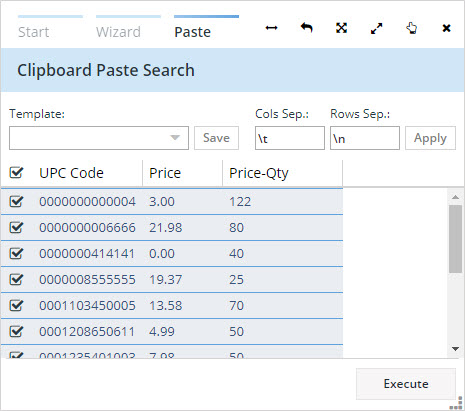 Start Wizard Paste
Clipboard Paste Search
Template: Cols Sep.: Rows Sep.:
Save \t \n Apply
UPC Code Price Price-Qty
0000000000004 3.00 122
0000000006666 21.98 80
0000000414141 0.00 40
0000008555555 19.37 25
0001103450005 13.58 70
0001208650611 4.99 50
0001235401003 7.98 50
Execute